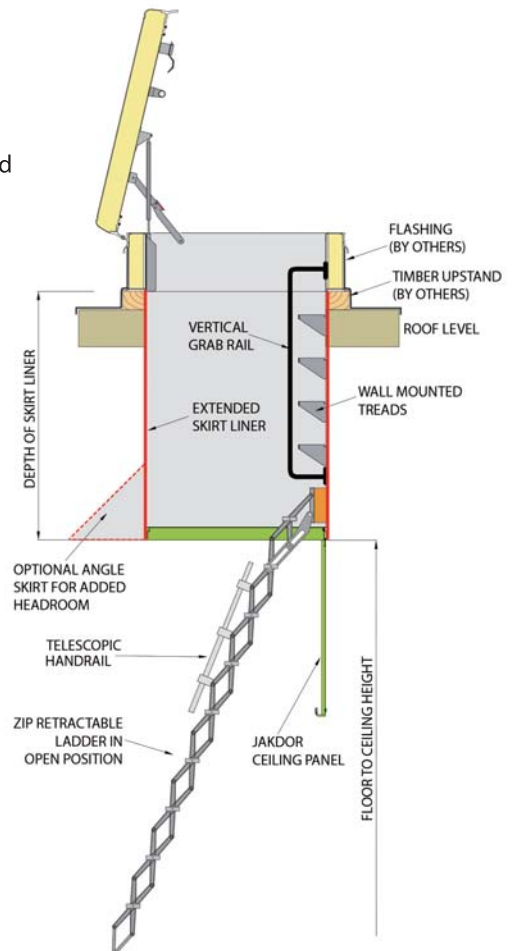 d
FLASHING
(BY OTHERS)
TIMBER UPSTAND
(BY OTHERS)
ROOF LEVEL
VERTICAL
GRAB RAIL
WALL MOUNTED
TREADS
EXTENDED
SKIRT LINER
DEPTH OF SKIRT LINER
OPTIONAL ANGLE
SKIRT FOR ADDED
HEADROOM
TELESCOPIC
HANDRAIL
ZIP RETRACTABLE
LADDER IN
OPEN POSITION
JAKDOR
CEILING PANEL
FLOOR TO CEILING HEIGHT